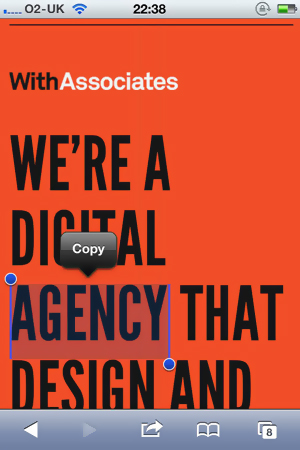 O2-UK 22:38
WithAssociates
WE'RE A
DIGITAL
Copy
AGENCY THAT
DESIGN AND
8